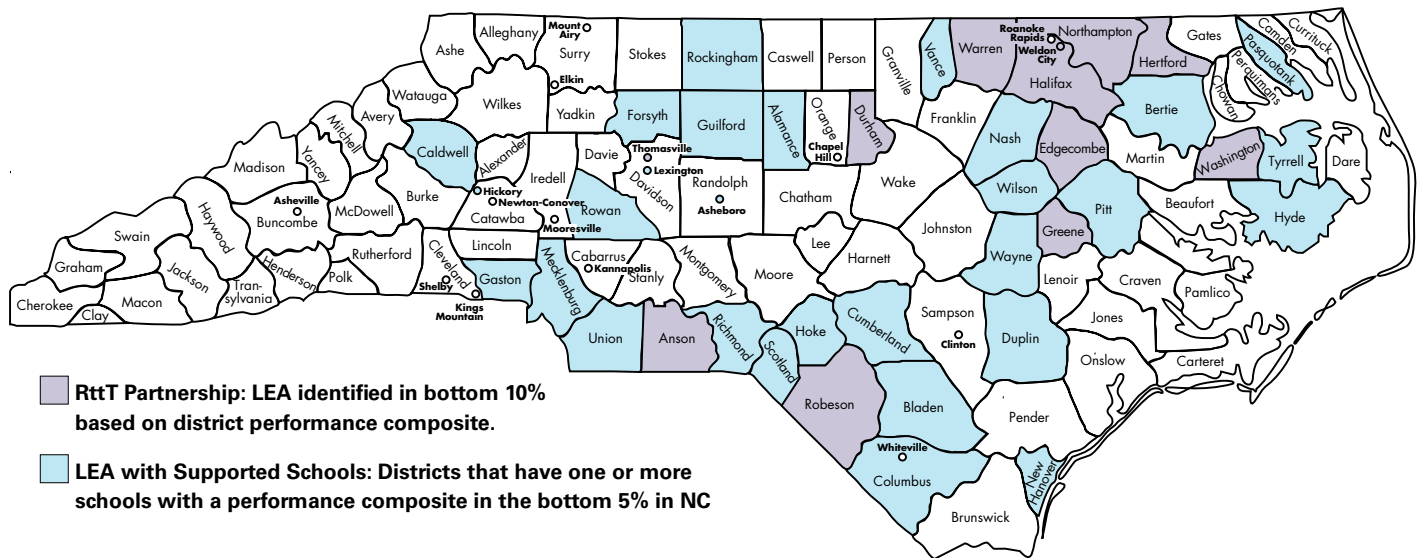 Ashe
Alleghany
Mount
Airy
Surry
Stokes
Rockingham
Caswell
Person
Granville
Vance
Warren
Roanoke
Rapids
Weldon
City
Northampton
Hertford
Gates
Camden
Currituck
Pasquotank
Perquimans
Chowan
Halifax
Bertie
Watauga
Wilkes
Elkin
Yadkin
Forsyth
Guilford
Alamance
Orange
Chapel
Hill
Durham
Franklin
Nash
Edgecombe
Martin
Washington
Tyrrell
Dare
Mitchell
Avery
Caldwell
Alexander
Iredell
Davie
Thomasville
Lexington
Davidson
Randolph
Asheboro
Chatham
Wake
Wilson
Pitt
Beaufort
Hyde
Madison
Yancey
Burke
Hickory
Newton-Conover
Catawba
Mooresville
Rowan
Johnston
Greene
Wayne
Haywood
Asheville
Buncombe
McDowell
Swain
Graham
Jackson
Henderson
Polk
Rutherford
Cleveland
Lincoln
Gaston
Mecklenburg
Cabarrus
Kannapolis
Stanly
Montgomery
Moore
Lee
Harnett
Lenoir
Craven
Pamlico
Cherokee
Clay
Macon
Tran-
sylvania
Shelby
Kings
Mountain
Union
Anson
Richmond
Scotland
Hoke
Cumberland
Sampson
Clinton
Duplin
Jones
Onslow
Carteret
Robeson
Bladen
Pender
Whiteville
Columbus
New
Hanover
Brunswick
RttT Partnership: LEA identified in bottom 10%
based on district performance composite.
LEA with Supported Schools: Districts that have one or more
schools with a performance composite in the bottom 5% in NC